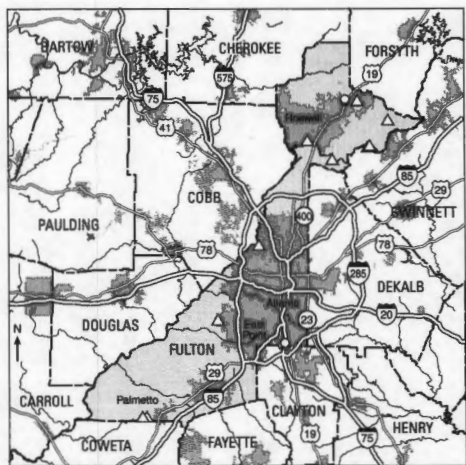 BARTOW
CHEROKEE
FORSYTH
19
575
75
41
Roswell
COBB
85
29
GWINNETT
PAULDING
400
78
78
285
DEKALB
Atlanta
20
DOUGLAS
East
Point
23
N
FULTON
29
Palmetto
85
CARROLL
CLAYTON
HENRY
COWETA
FAYETTE
19
75